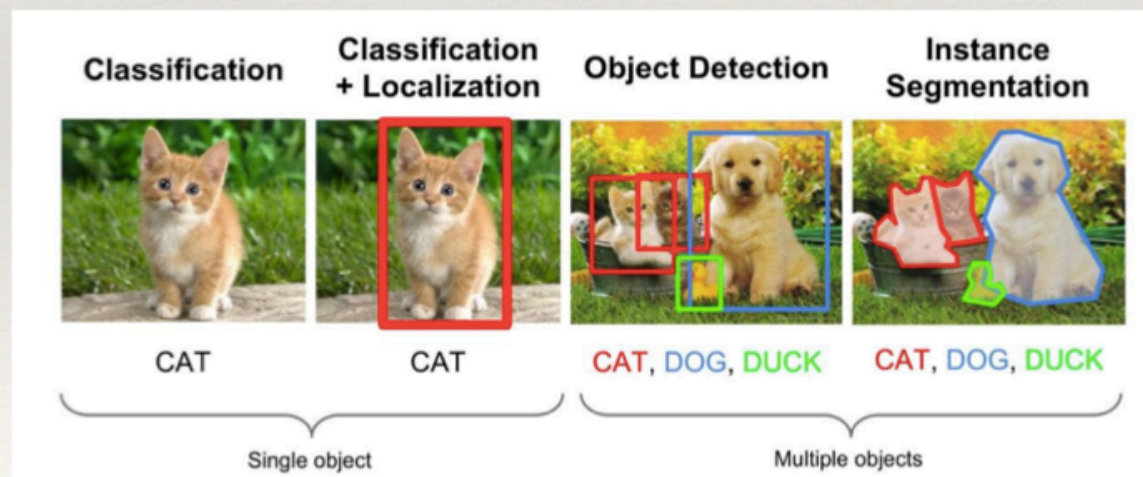 Classification
Classification
+ Localization
Object Detection
Instance
Segmentation
CAT
CAT
CAT, DOG, DUCK
CAT, DOG, DUCK
Single object
Multiple objects